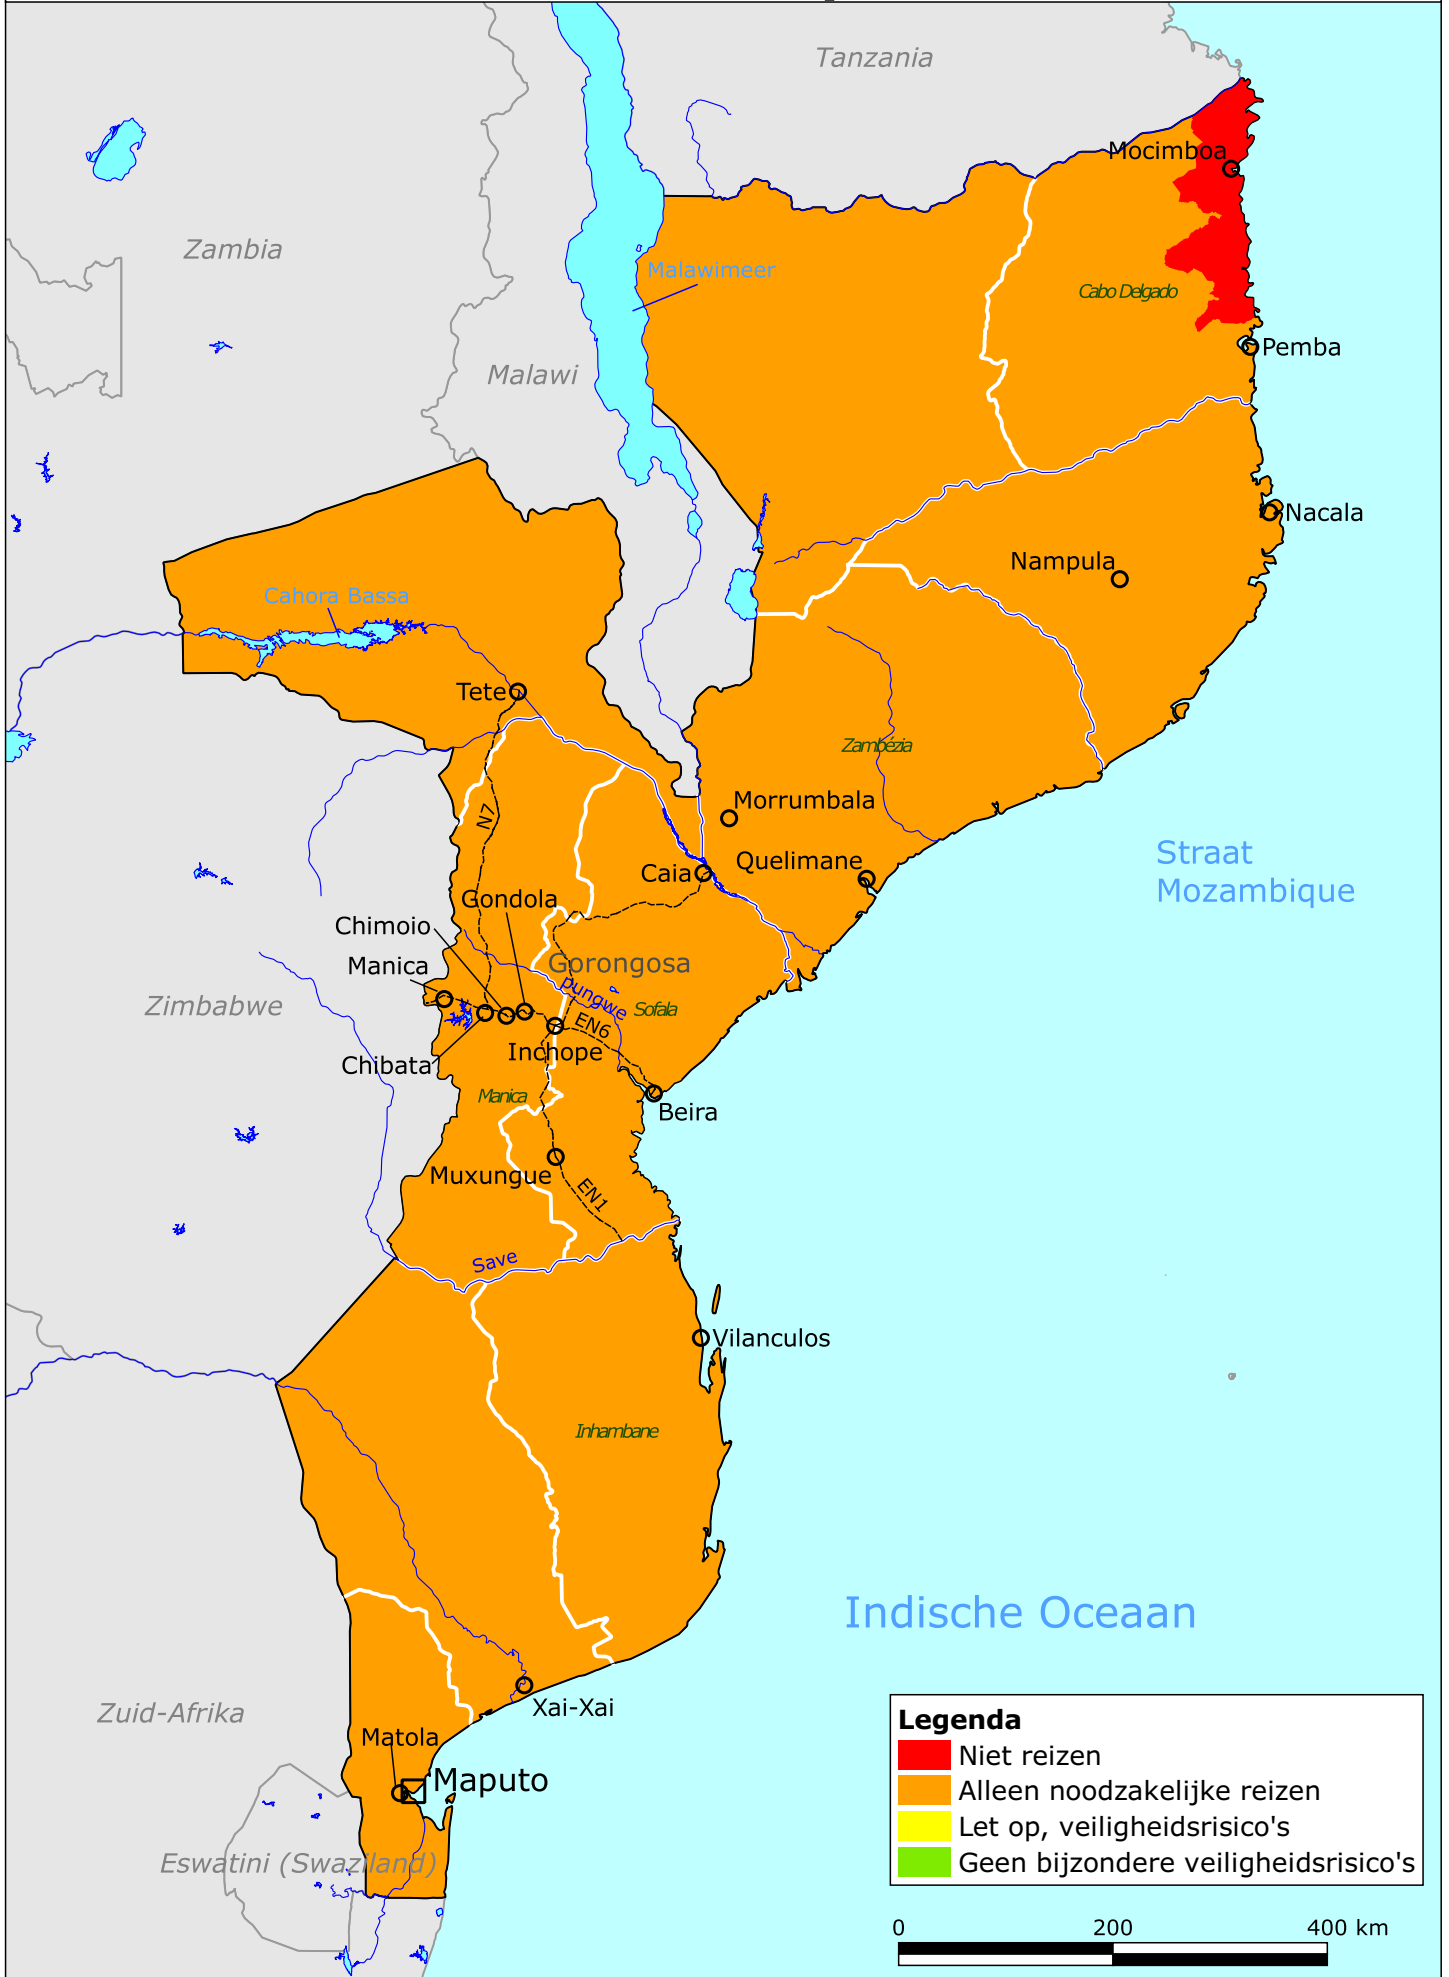 Tanzania
Mocimboa
Zambia
Malawimeer
Cabo Delgado
Pemba
Malawi
Nacala
Nampula
Cahora Bassa
Tete
Zambézia
Morrumbala
N7
Straat
Mozambique
Quelimane
Caia
Gondola
Chimoio
Manica
Gorongosa
pungwe
Zimbabwe
Sofala
EN6
Inchope
Chibata
Manica
Beira
Muxungue
EN1
Save
Vilanculos
Inhambane
Indische Oceaan
Xai-Xai
Zuid-Afrika
Matola
Maputo
Eswatini (Swaziland)
Legenda
Niet reizen
Alleen noodzakelijke reizen
Let op, veiligheidsrisico's
Geen bijzondere veiligheidsrisico's
0 200 400 km